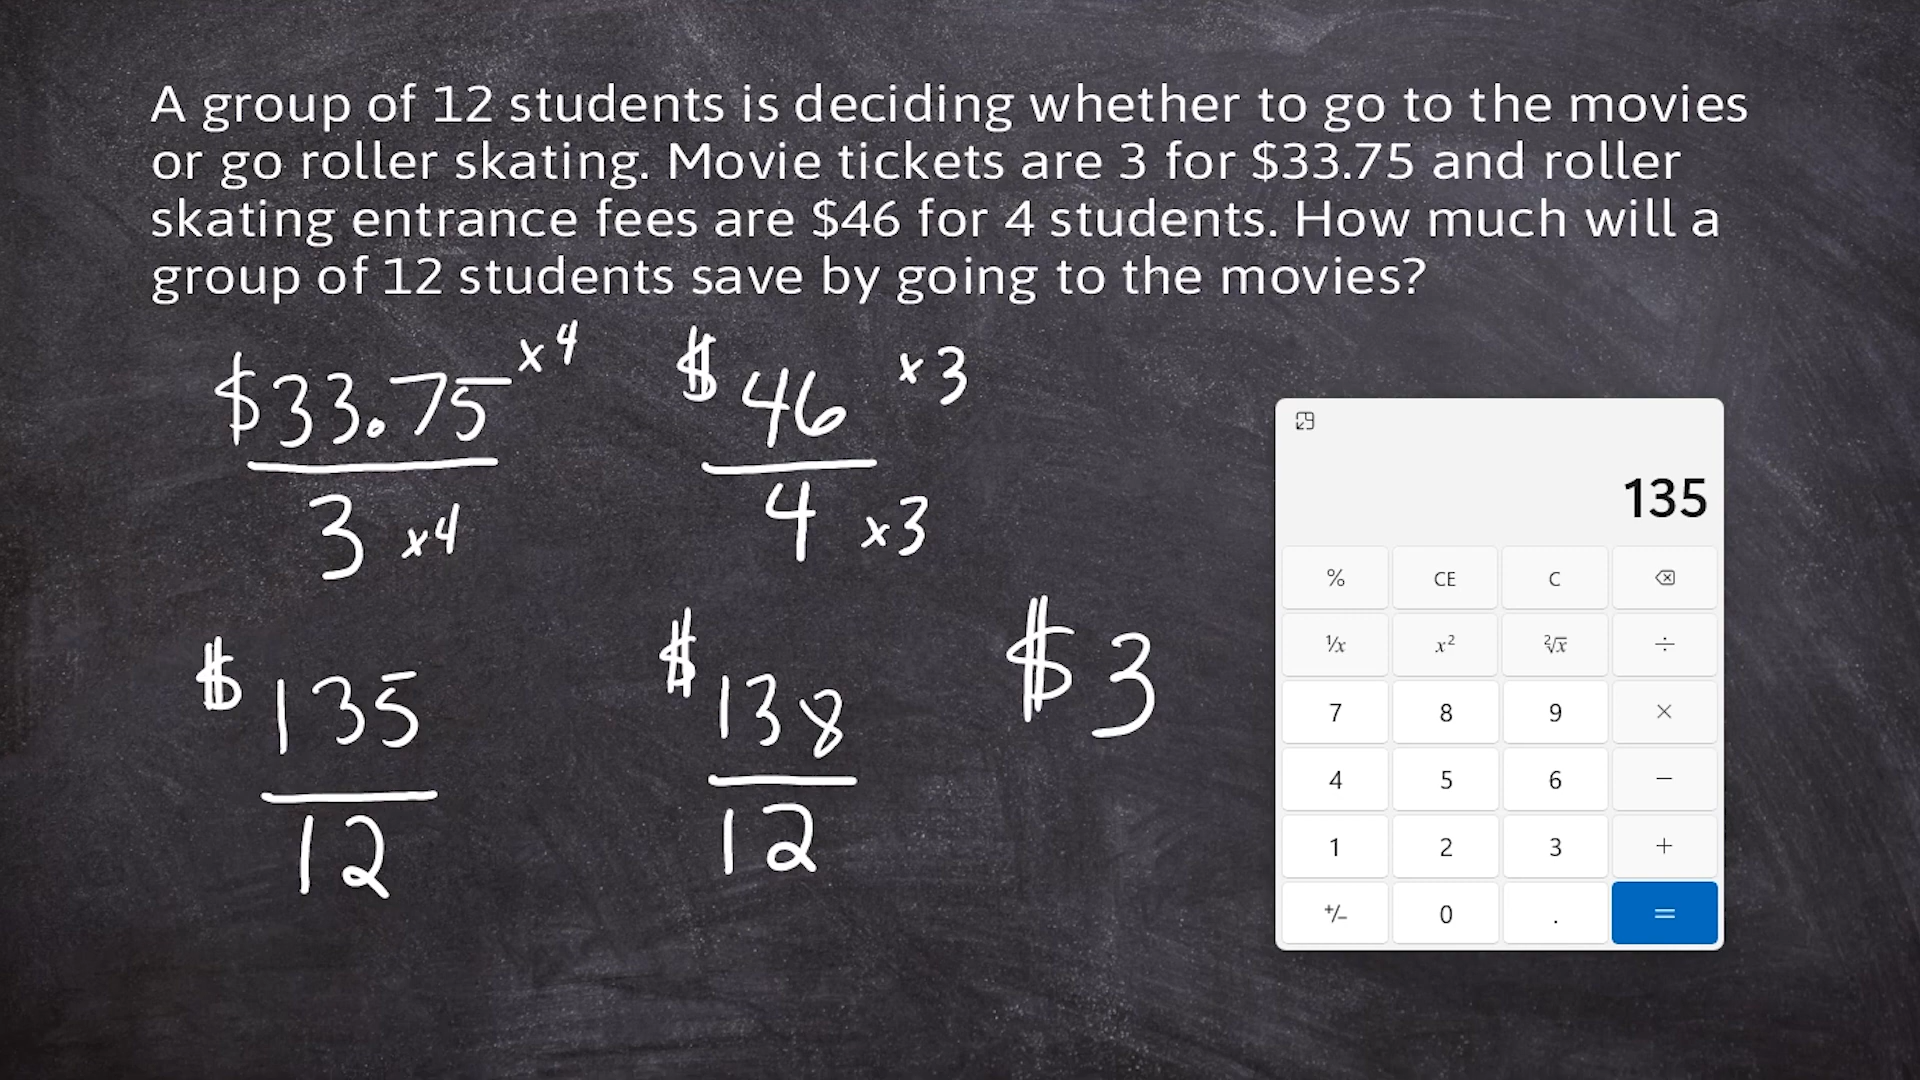 A group of 12 students is deciding whether to go to the movies
or go roller skating. Movie tickets are 3 for $33.75 and roller
skating entrance fees are $46 for 4 students. How much will a
group of 12 students save by going to the movies?
$33.75 x4
3 x4
$46 x3
4 x3
$135
12
$138
12
$3
135
% CE C
1/x x² ²√x ÷
7 8 9 ×
4 5 6 −
1 2 3 +
+/− 0 . =